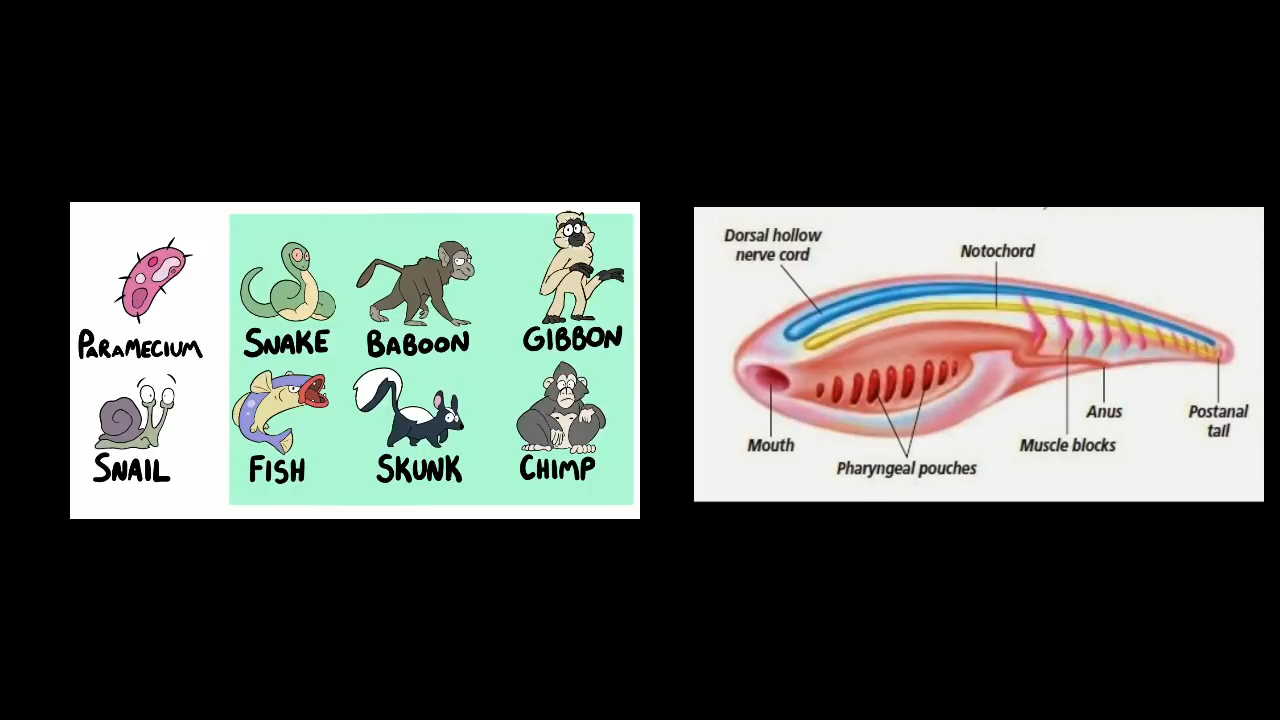 PARAMECIUM
SNAKE
BABOON
GIBBON
SNAIL
FISH
SKUNK
CHIMP
Dorsal hollow
nerve cord
Notochord
Mouth
Pharyngeal pouches
Muscle blocks
Anus
Postanal
tail